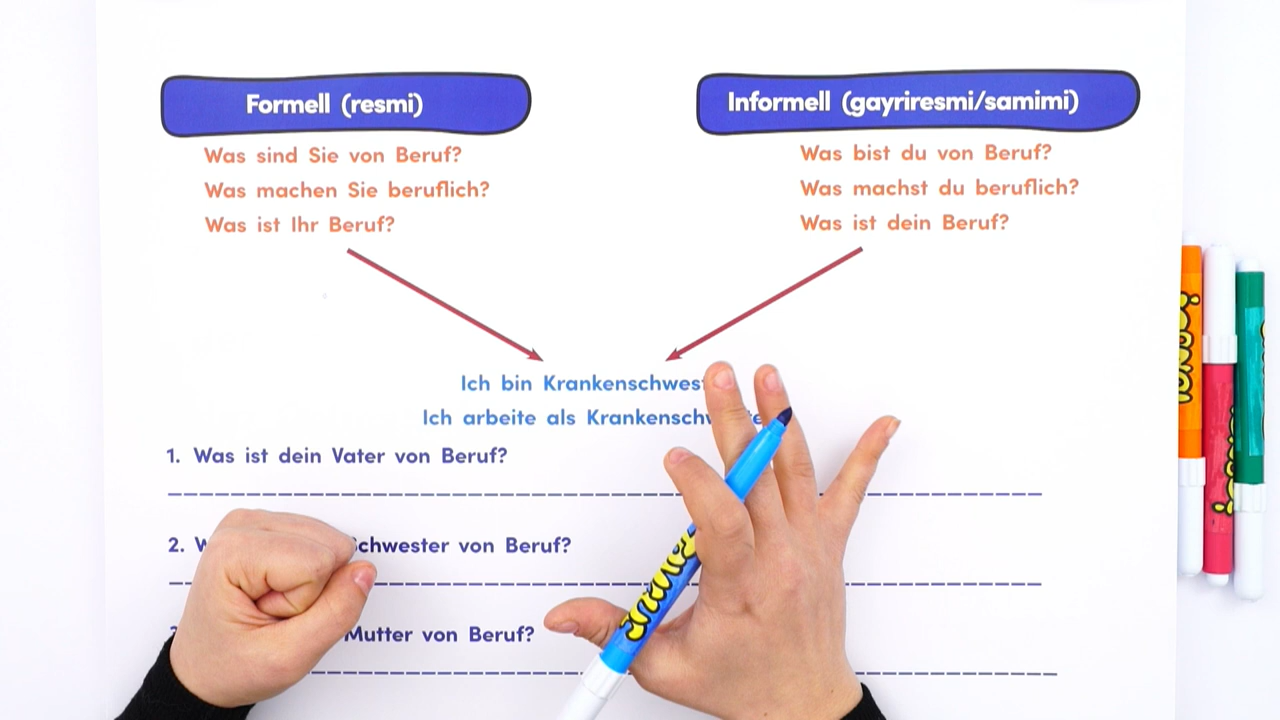 Formell (resmi)
Was sind Sie von Beruf?
Was machen Sie beruflich?
Was ist Ihr Beruf?
Informell (gayriresmi/samimi)
Was bist du von Beruf?
Was machst du beruflich?
Was ist dein Beruf?
Ich bin
Ich arbeite als
1. Was ist dein Vater von Beruf?
2. Schwester von Beruf?
Mutter von Beruf?